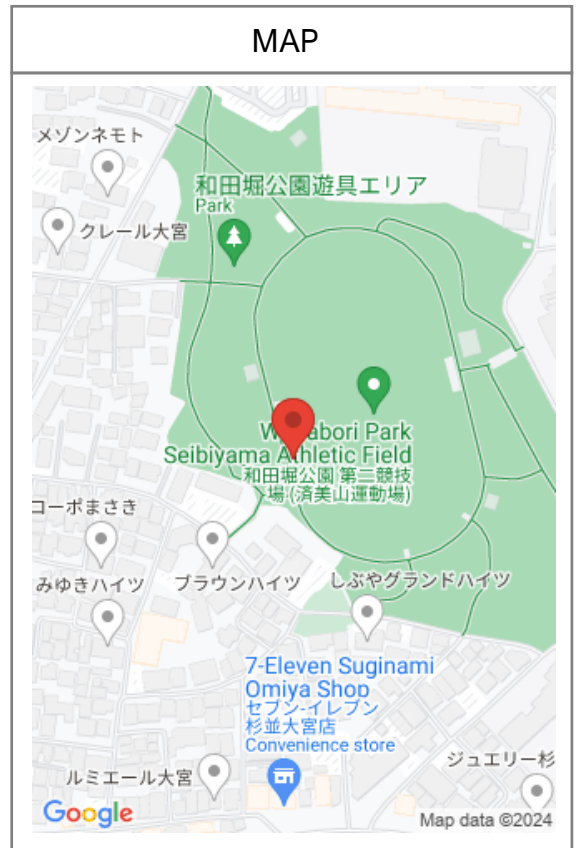 MAP
メゾンネモト
和田堀公園遊具エリア
Park
クレール大宮
Wadabori Park
Seibiyama Athletic Field
和田堀公園 第二競技
場 (済美山運動場)
コーポまさき
みゆきハイツ
ブラウンハイツ
しぶやグランドハイツ
7-Eleven Suginami
Omiya Shop
セブン-イレブン
杉並大宮店
Convenience store
ジュエリー杉
ルミエール大宮
Google
Map data ©2024